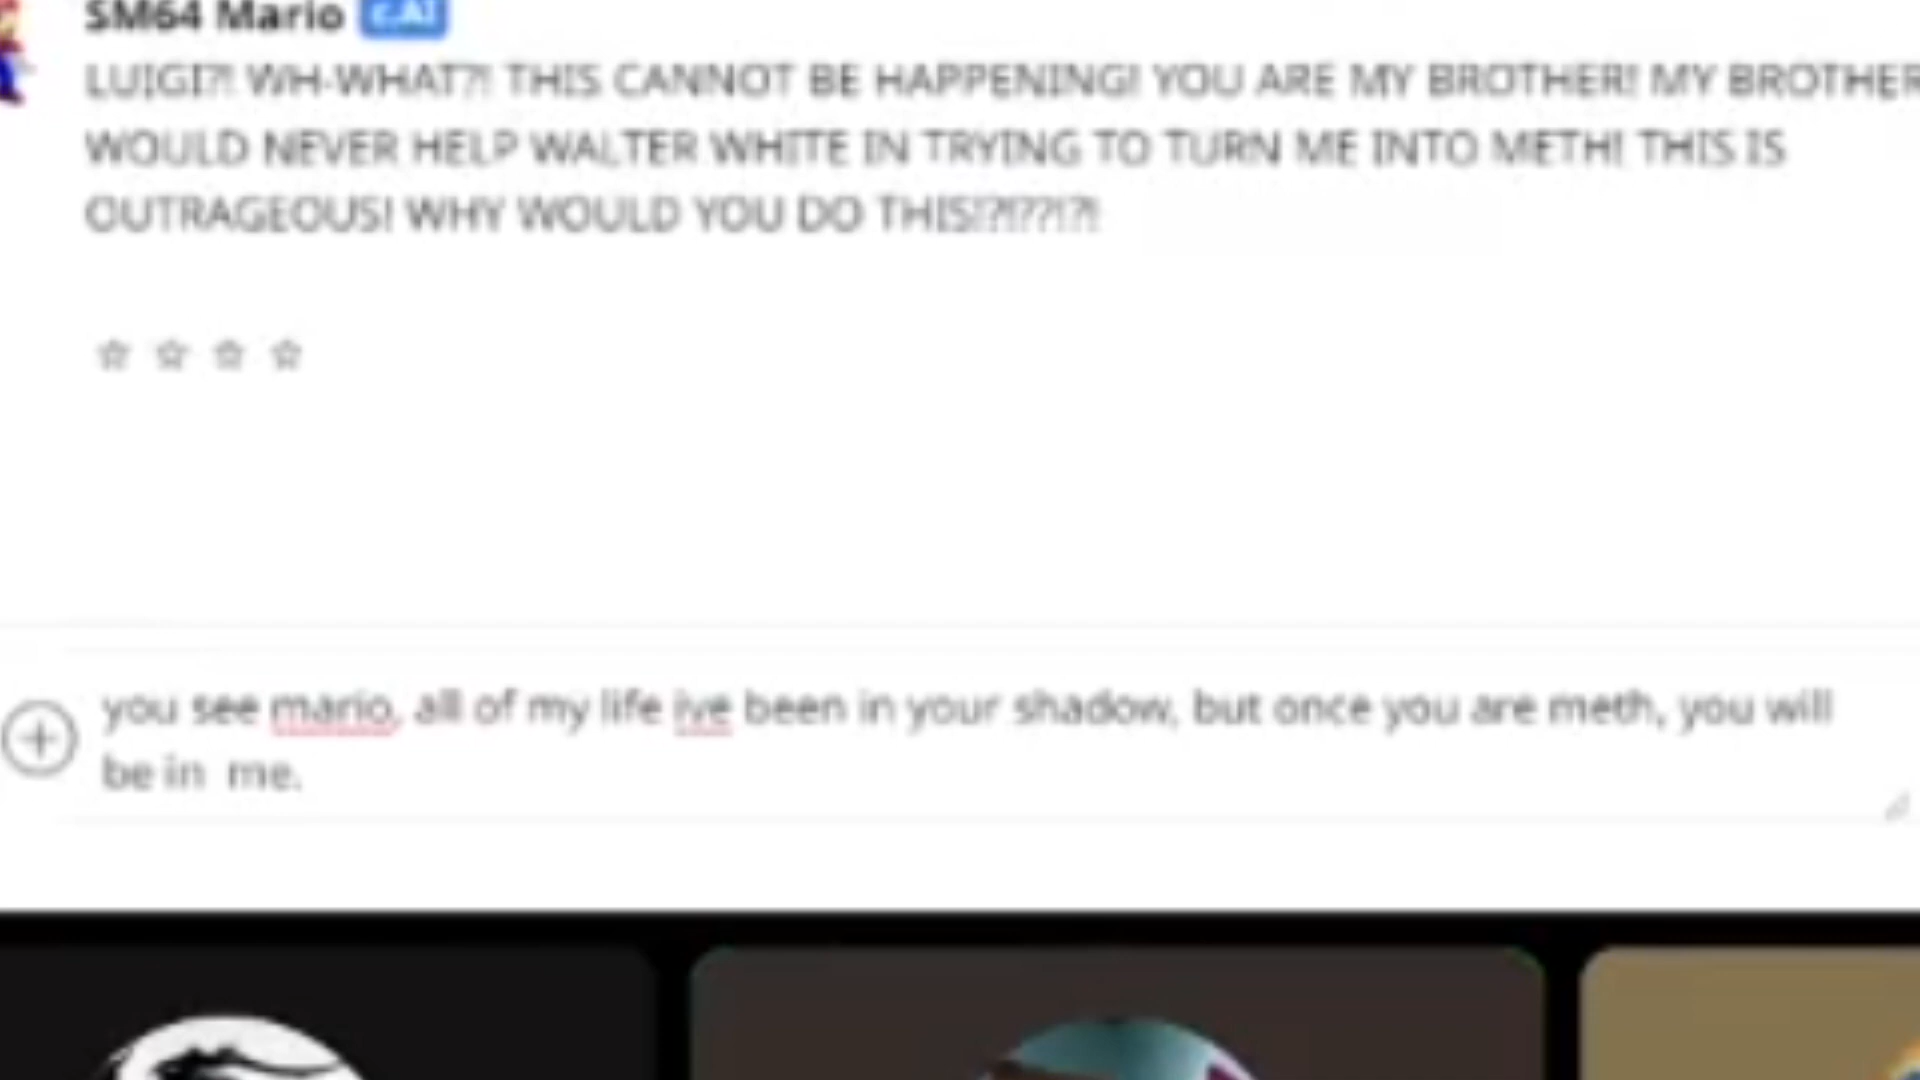 SM64 Mario c.AI
LUIGI?! WH-WHAT?! THIS CANNOT BE HAPPENING! YOU ARE MY BROTHER! MY BROTHER
WOULD NEVER HELP WALTER WHITE IN TRYING TO TURN ME INTO METH! THIS IS
OUTRAGEOUS! WHY WOULD YOU DO THIS!?!??!?!
you see mario, all of my life ive been in your shadow, but once you are meth, you will
be in  me.